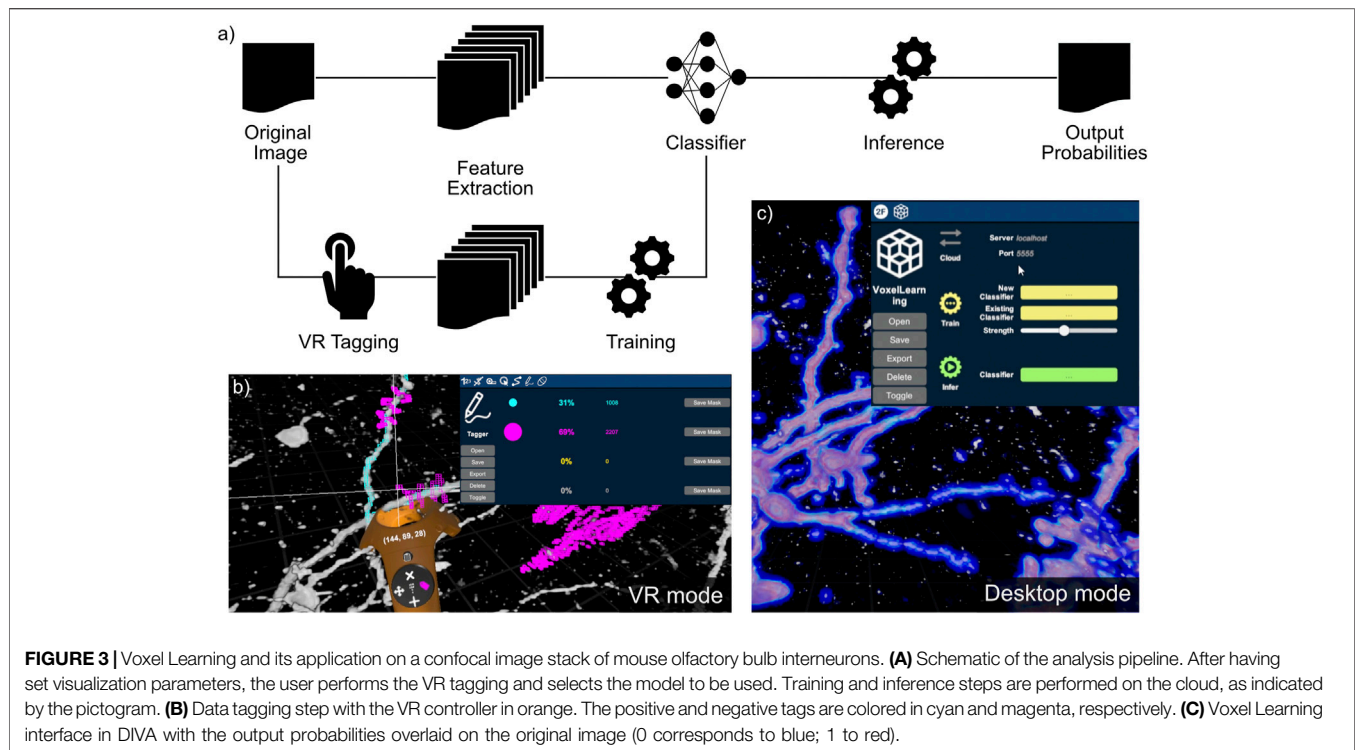 a)
Original
Image
Feature
Extraction
Classifier
Inference
Output
Probabilities
VR Tagging
Training
b)
Tagger
Open
Save
Export
Delete
Toggle
31%
1008
Save Mask
69%
2207
Save Mask
0%
0
Save Mask
0%
0
Save Mask
(144, 89, 28)
VR mode
c)
2F
VoxelLearn
ing
Open
Save
Export
Delete
Toggle
Cloud
Server localhost
Port 5555
Train
New
Classifier
...
Existing
Classifier
...
Strength
Infer
Classifier
...
Desktop mode
FIGURE 3 | Voxel Learning and its application on a confocal image stack of mouse olfactory bulb interneurons. (A) Schematic of the analysis pipeline. After having
set visualization parameters, the user performs the VR tagging and selects the model to be used. Training and inference steps are performed on the cloud, as indicated
by the pictogram. (B) Data tagging step with the VR controller in orange. The positive and negative tags are colored in cyan and magenta, respectively. (C) Voxel Learning
interface in DIVA with the output probabilities overlaid on the original image (0 corresponds to blue; 1 to red).